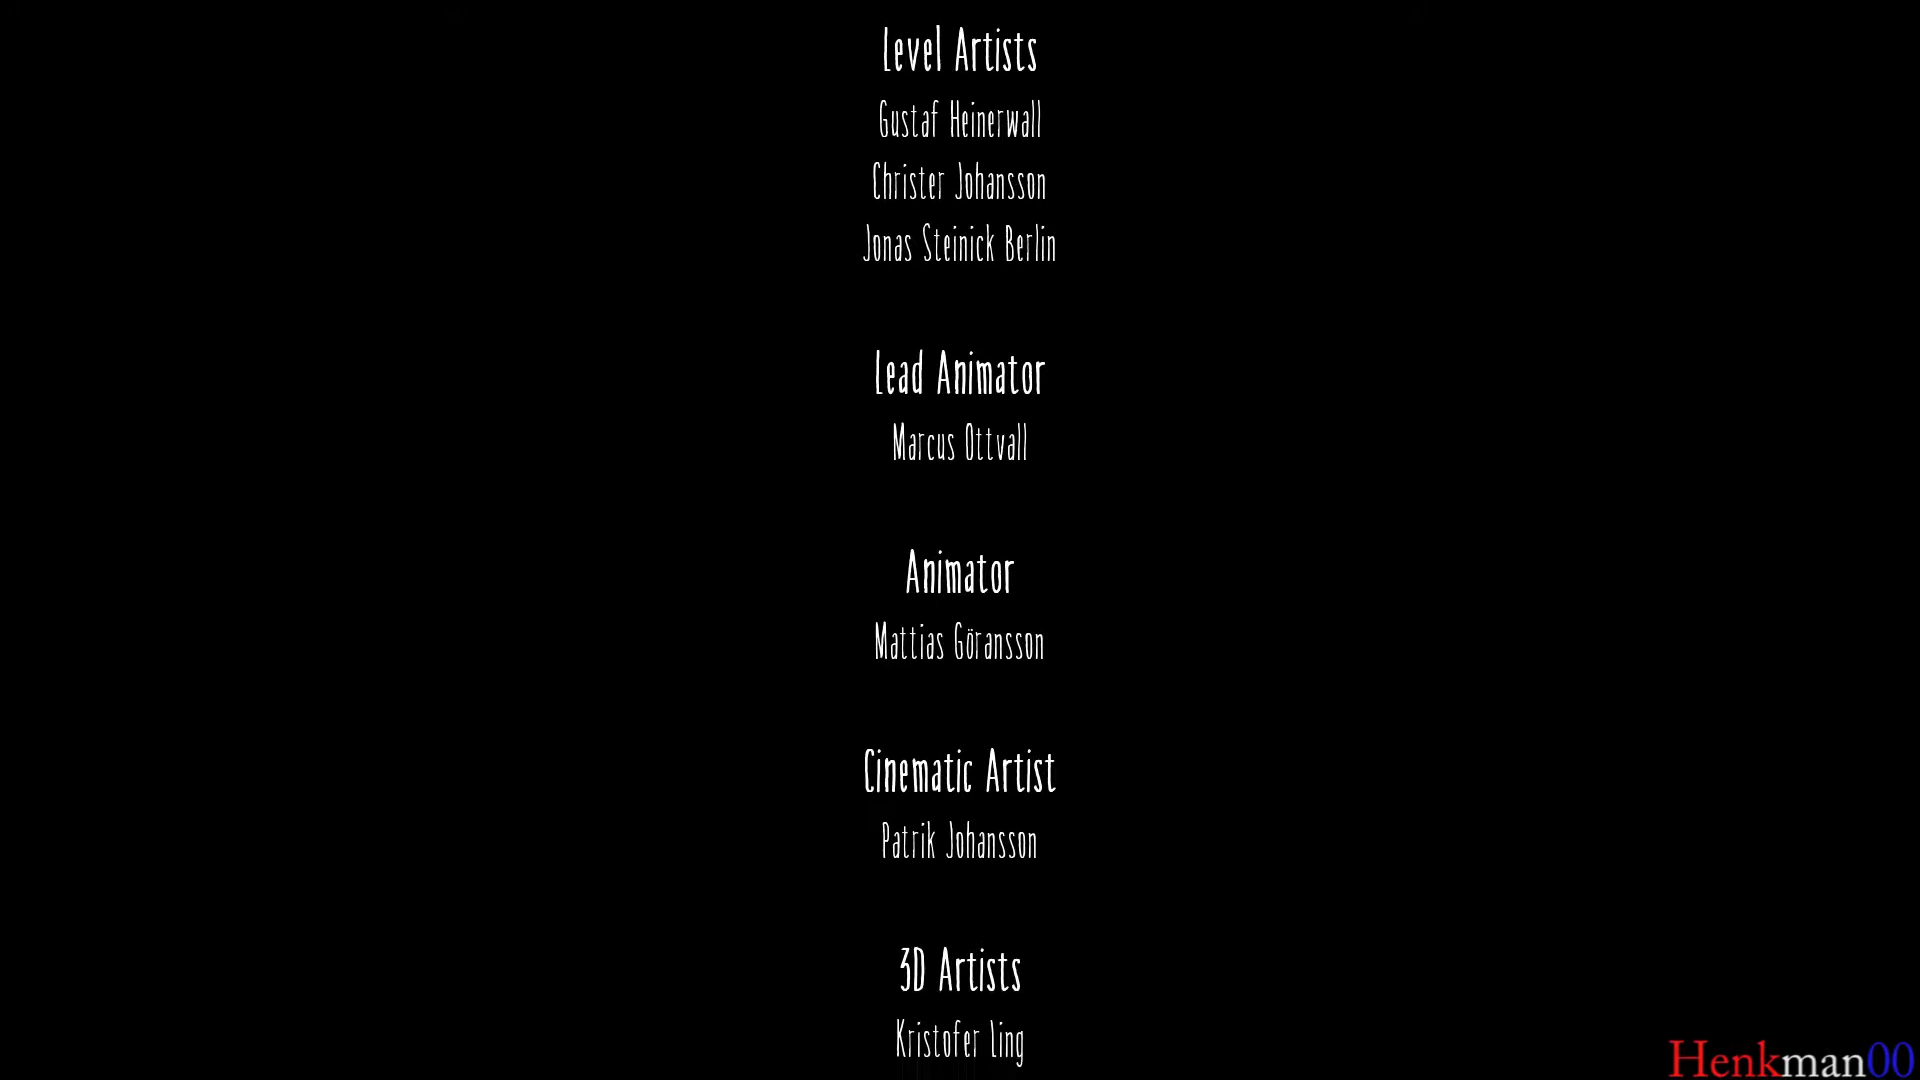 Level Artists
Gustaf Heinerwall
Christer Johansson
Jonas Steinick Berlin
Lead Animator
Marcus Ottvall
Animator
Mattias Göransson
Cinematic Artist
Patrik Johansson
3D Artists
Kristofer Ling
Henkman00